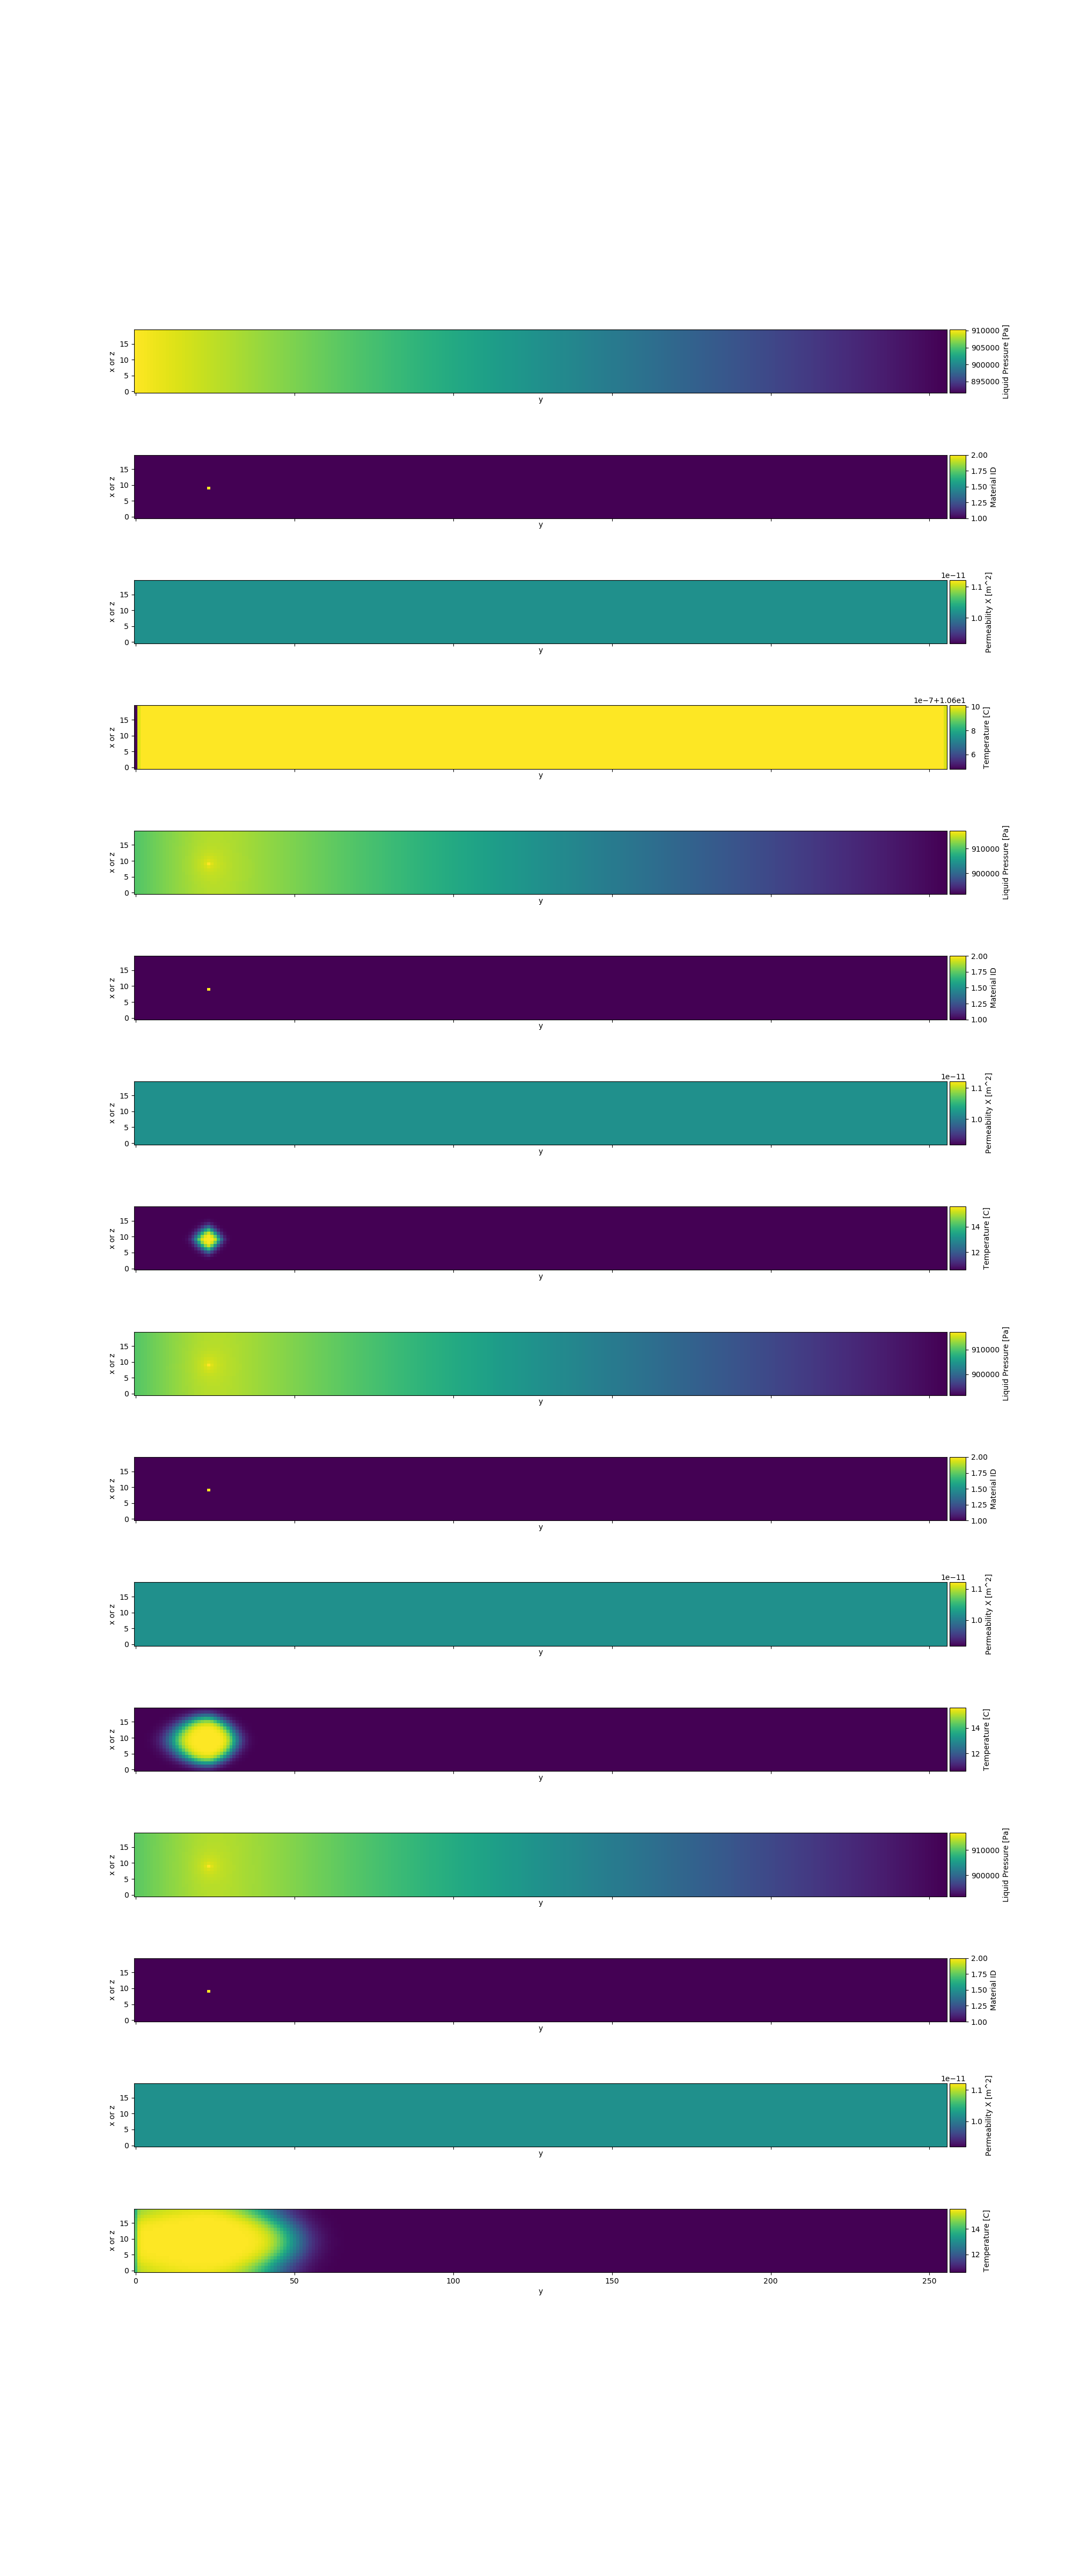 x or z
15
10
5
0
y
910000
905000
900000
895000
Liquid Pressure [Pa]
x or z
15
10
5
0
y
2.00
1.75
1.50
1.25
1.00
Material ID
x or z
15
10
5
0
y
1e−11
1.1
1.0
Permeability X [m^2]
x or z
15
10
5
0
y
1e−7+1.06e1
10
8
6
Temperature [C]
x or z
15
10
5
0
y
910000
900000
Liquid Pressure [Pa]
x or z
15
10
5
0
y
2.00
1.75
1.50
1.25
1.00
Material ID
x or z
15
10
5
0
y
1e−11
1.1
1.0
Permeability X [m^2]
x or z
15
10
5
0
y
14
12
Temperature [C]
x or z
15
10
5
0
y
910000
900000
Liquid Pressure [Pa]
x or z
15
10
5
0
y
2.00
1.75
1.50
1.25
1.00
Material ID
x or z
15
10
5
0
y
1e−11
1.1
1.0
Permeability X [m^2]
x or z
15
10
5
0
y
14
12
Temperature [C]
x or z
15
10
5
0
y
910000
900000
Liquid Pressure [Pa]
x or z
15
10
5
0
y
2.00
1.75
1.50
1.25
1.00
Material ID
x or z
15
10
5
0
y
1e−11
1.1
1.0
Permeability X [m^2]
x or z
15
10
5
0
0 50 100 150 200 250
y
14
12
Temperature [C]